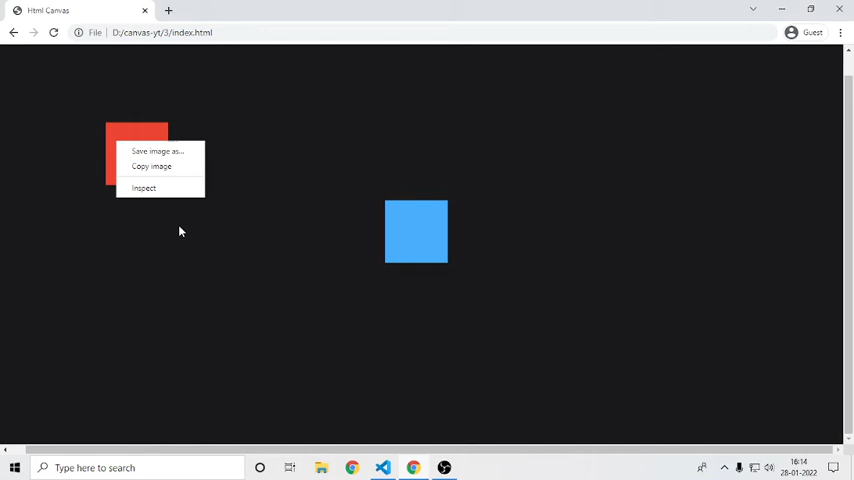 Html Canvas
File
D:/canvas-yt/3/index.html
Guest
Save image as...
Copy image
Inspect
Type here to search
16:14
28-01-2022